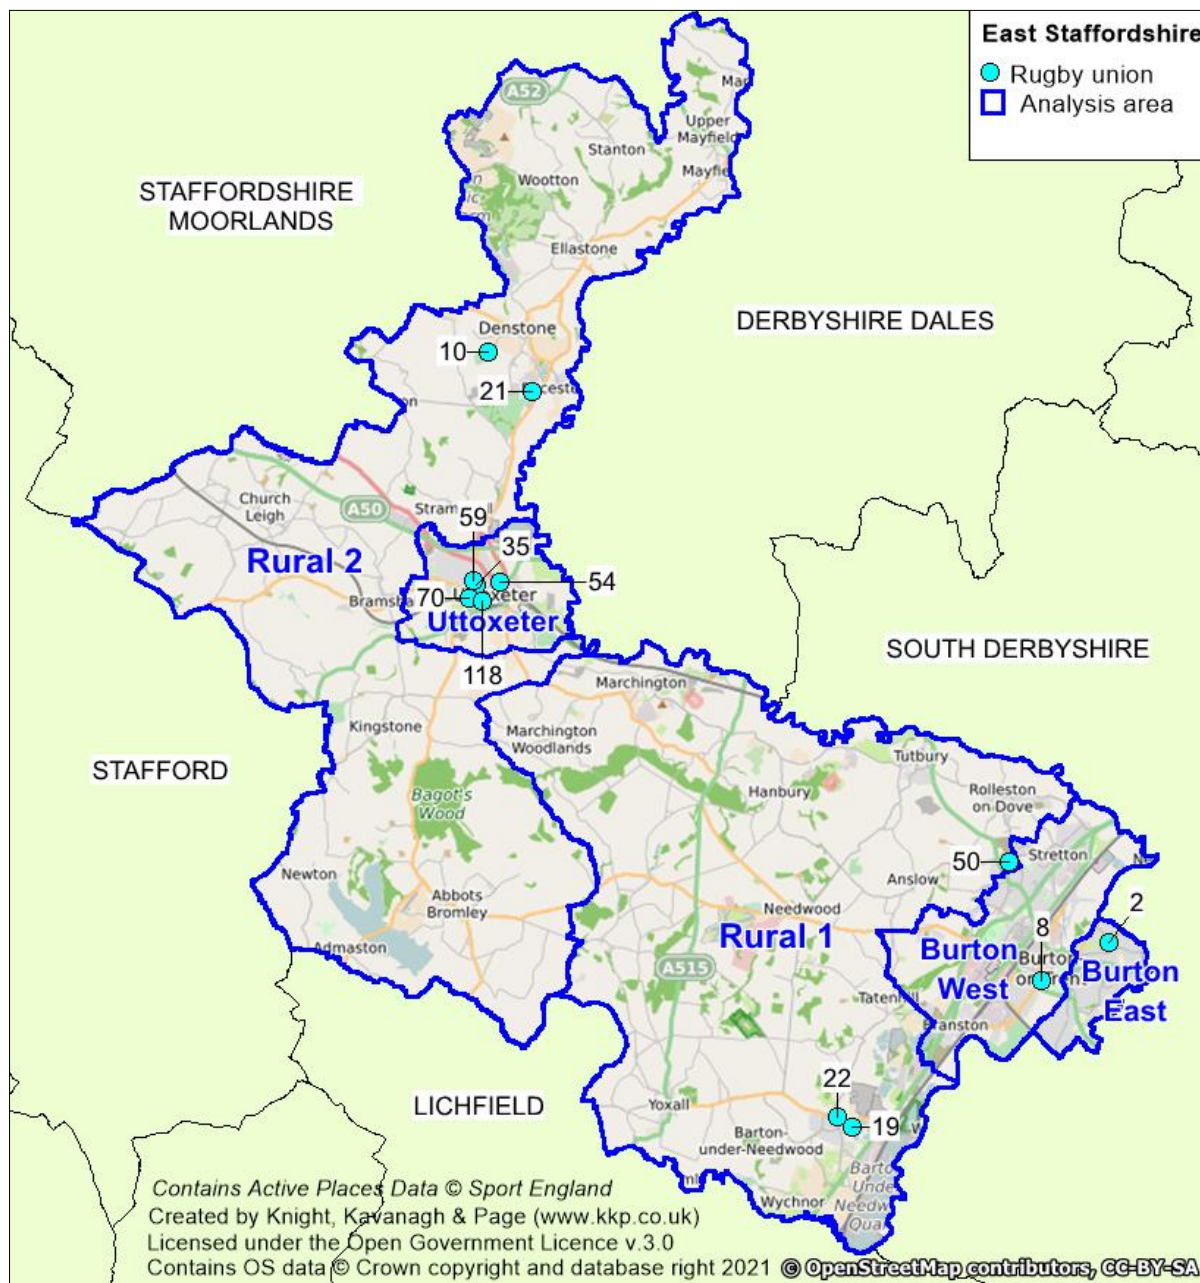 East Staffordshire
Rugby union
Analysis area
A52
Upper
Mayfield
Stanton
Wootton
STAFFORDSHIRE
MOORLANDS
Ellastone
DERBYSHIRE DALES
Denstone
10
21
Church
Leigh
A50
59
35
Rural 2
54
70
Uttoxeter
118
SOUTH DERBYSHIRE
Marchington
Kingstone
Marchington
Woodlands
Tutbury
STAFFORD
Bagot's
Wood
Hanbury
Rolleston
on Dove
50
Stretton
Newton
Anslow
Abbots
Bromley
Needwood
2
8
Admaston
Rural 1
Burton
West
Burton
East
A515
Branston
22
LICHFIELD
Yoxall
19
Barton-
under-Needwood
Wychnor
Contains Active Places Data © Sport England
Created by Knight, Kavanagh & Page (www.kkp.co.uk)
Licensed under the Open Government Licence v.3.0
Contains OS data © Crown copyright and database right 2021 © OpenStreetMap contributors, CC-BY-SA